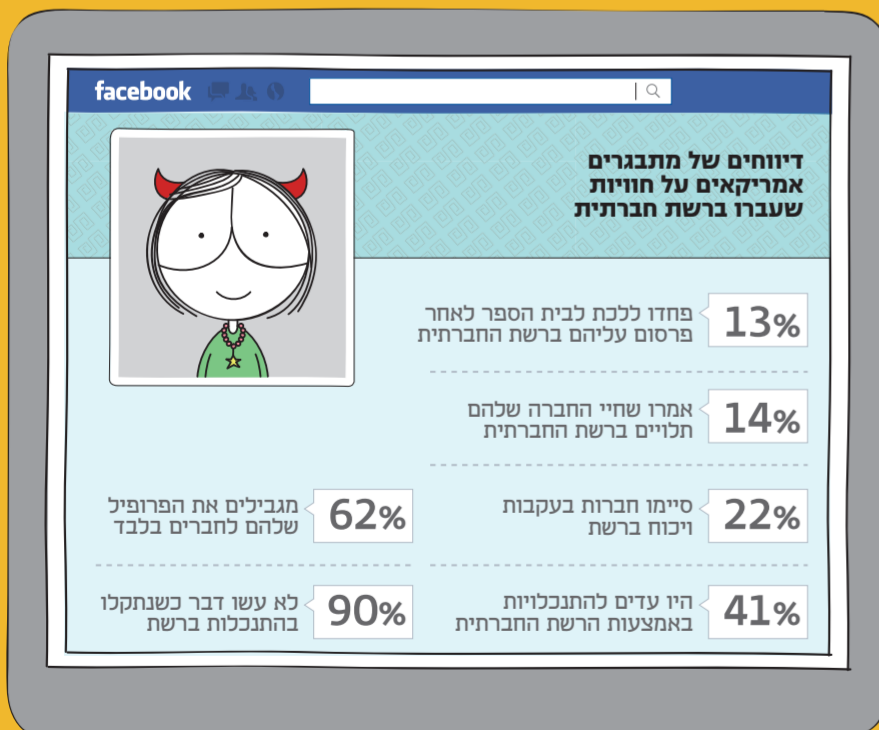 facebook
דיווחים של מתבגרים
אמריקאים על חוויות
שעברו ברשת חברתית
13%
פחדו ללכת לבית הספר לאחר
פרסום עליהם ברשת החברתית
14%
אמרו שחיי החברה שלהם
תלויים ברשת החברתית
22%
סיימו חברות בעקבות
ויכוח ברשת
41%
היו עדים להתנכלויות
באמצעות הרשת החברתית
62%
מגבילים את הפרופיל
שלהם לחברים בלבד
90%
לא עשו דבר כשנתקלו
בהתנכלות ברשת